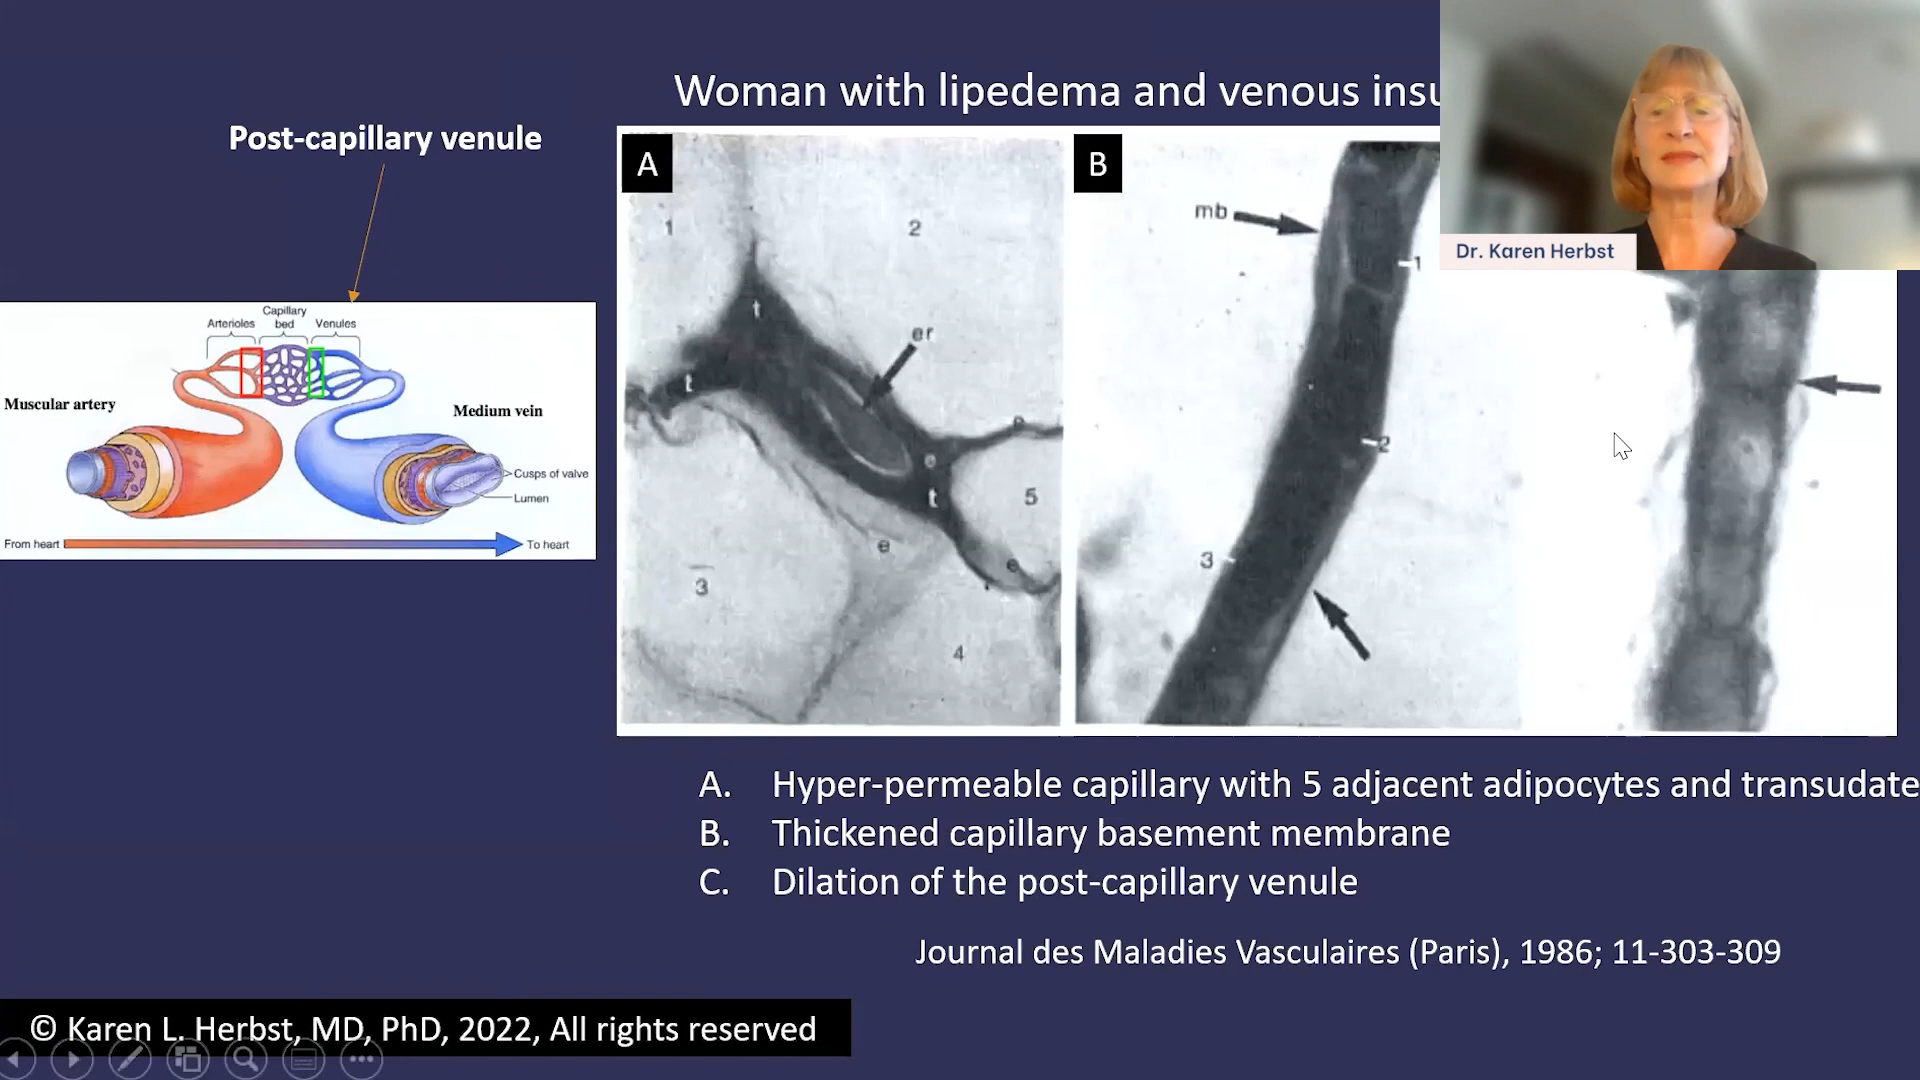 Woman with lipedema and venous insu
Dr. Karen Herbst
Post-capillary venule
Arterioles
Capillary bed
Venules
Muscular artery
Medium vein
Cusps of valve
Lumen
From heart
To heart
A
1
2
t
er
t
e
e
t
5
e
e
3
4
B
mb
1
2
3
A. Hyper-permeable capillary with 5 adjacent adipocytes and transudate
B. Thickened capillary basement membrane
C. Dilation of the post-capillary venule
Journal des Maladies Vasculaires (Paris), 1986; 11-303-309
© Karen L. Herbst, MD, PhD, 2022, All rights reserved